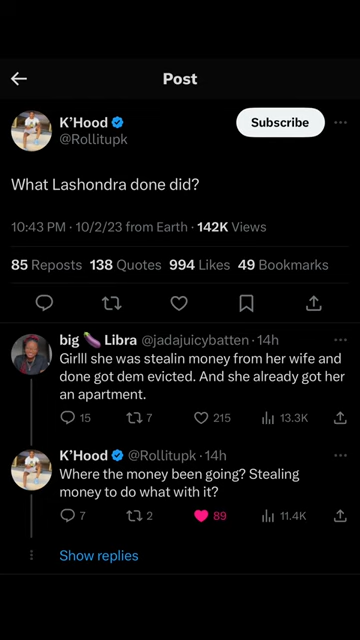 Post
K'Hood
@Rollitupk
Subscribe
What Lashondra done did?
10:43 PM · 10/2/23 from Earth · 142K Views
85 Reposts 138 Quotes 994 Likes 49 Bookmarks
big 🍆 Libra @jadajuicybatten · 14h
Girlll she was stealin money from her wife and
done got dem evicted. And she already got her
an apartment.
15 7 215 13.3K
K'Hood @Rollitupk · 14h
Where the money been going? Stealing
money to do what with it?
7 2 89 11.4K
Show replies